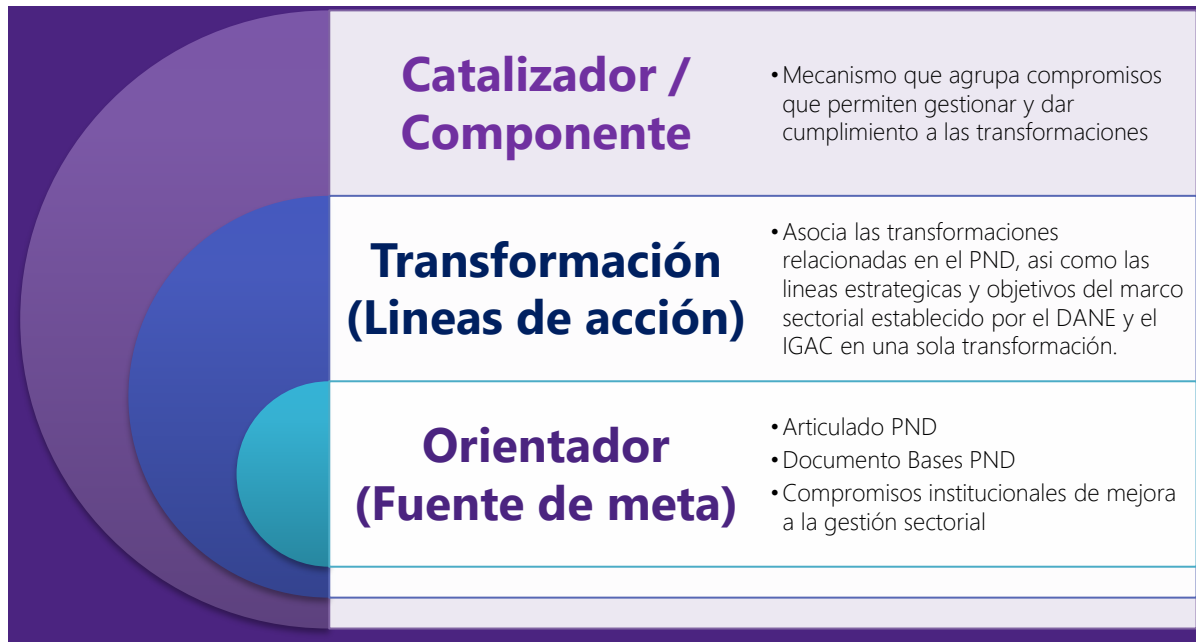 Catalizador /
Componente
• Mecanismo que agrupa compromisos
que permiten gestionar y dar
cumplimiento a las transformaciones
Transformación
(Lineas de acción)
• Asocia las transformaciones
relacionadas en el PND, asi como las
lineas estrategicas y objetivos del marco
sectorial establecido por el DANE y el
IGAC en una sola transformación.
Orientador
(Fuente de meta)
• Articulado PND
• Documento Bases PND
• Compromisos institucionales de mejora
a la gestión sectorial